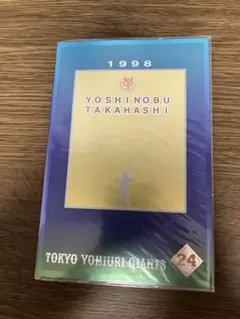 1998
YOSHINOBU
TAKAHASHI
TOKYO YOMIURI GIANTS
24